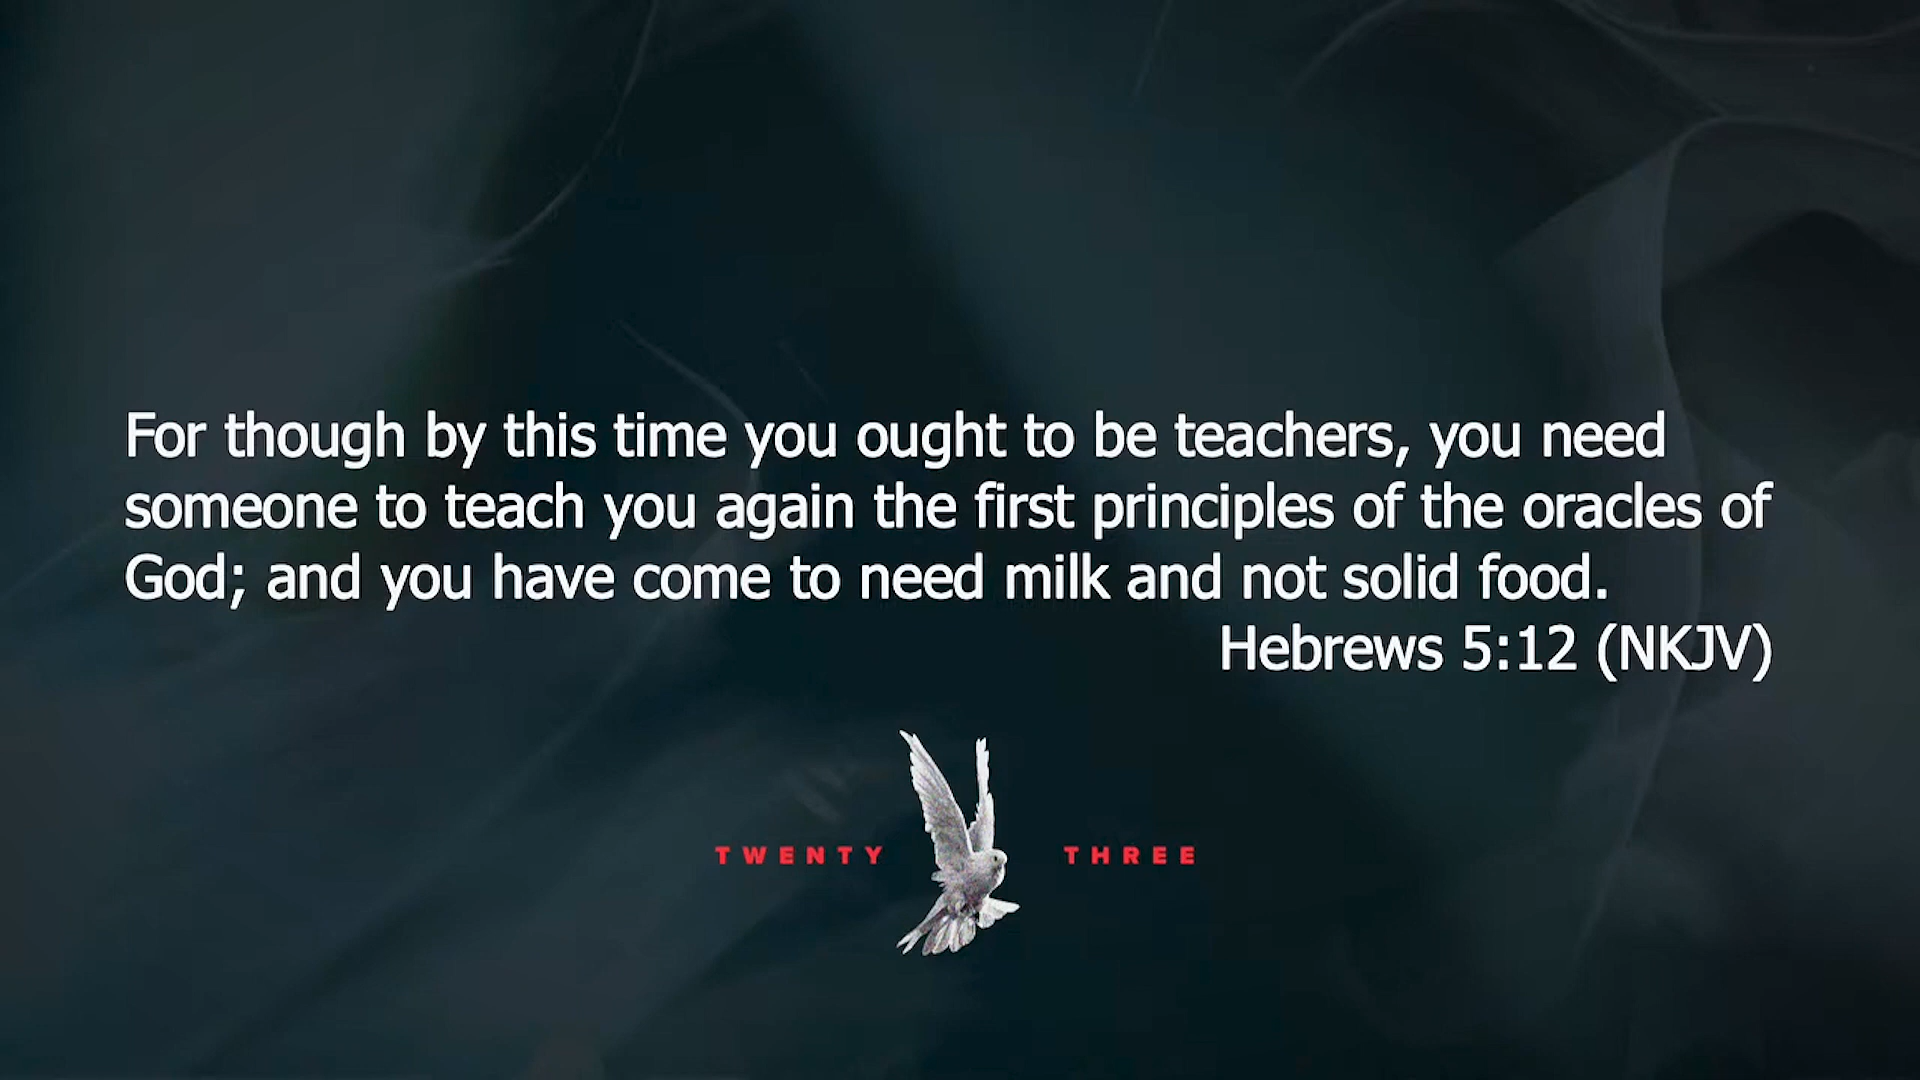 For though by this time you ought to be teachers, you need
someone to teach you again the first principles of the oracles of
God; and you have come to need milk and not solid food.
Hebrews 5:12 (NKJV)
TWENTY THREE